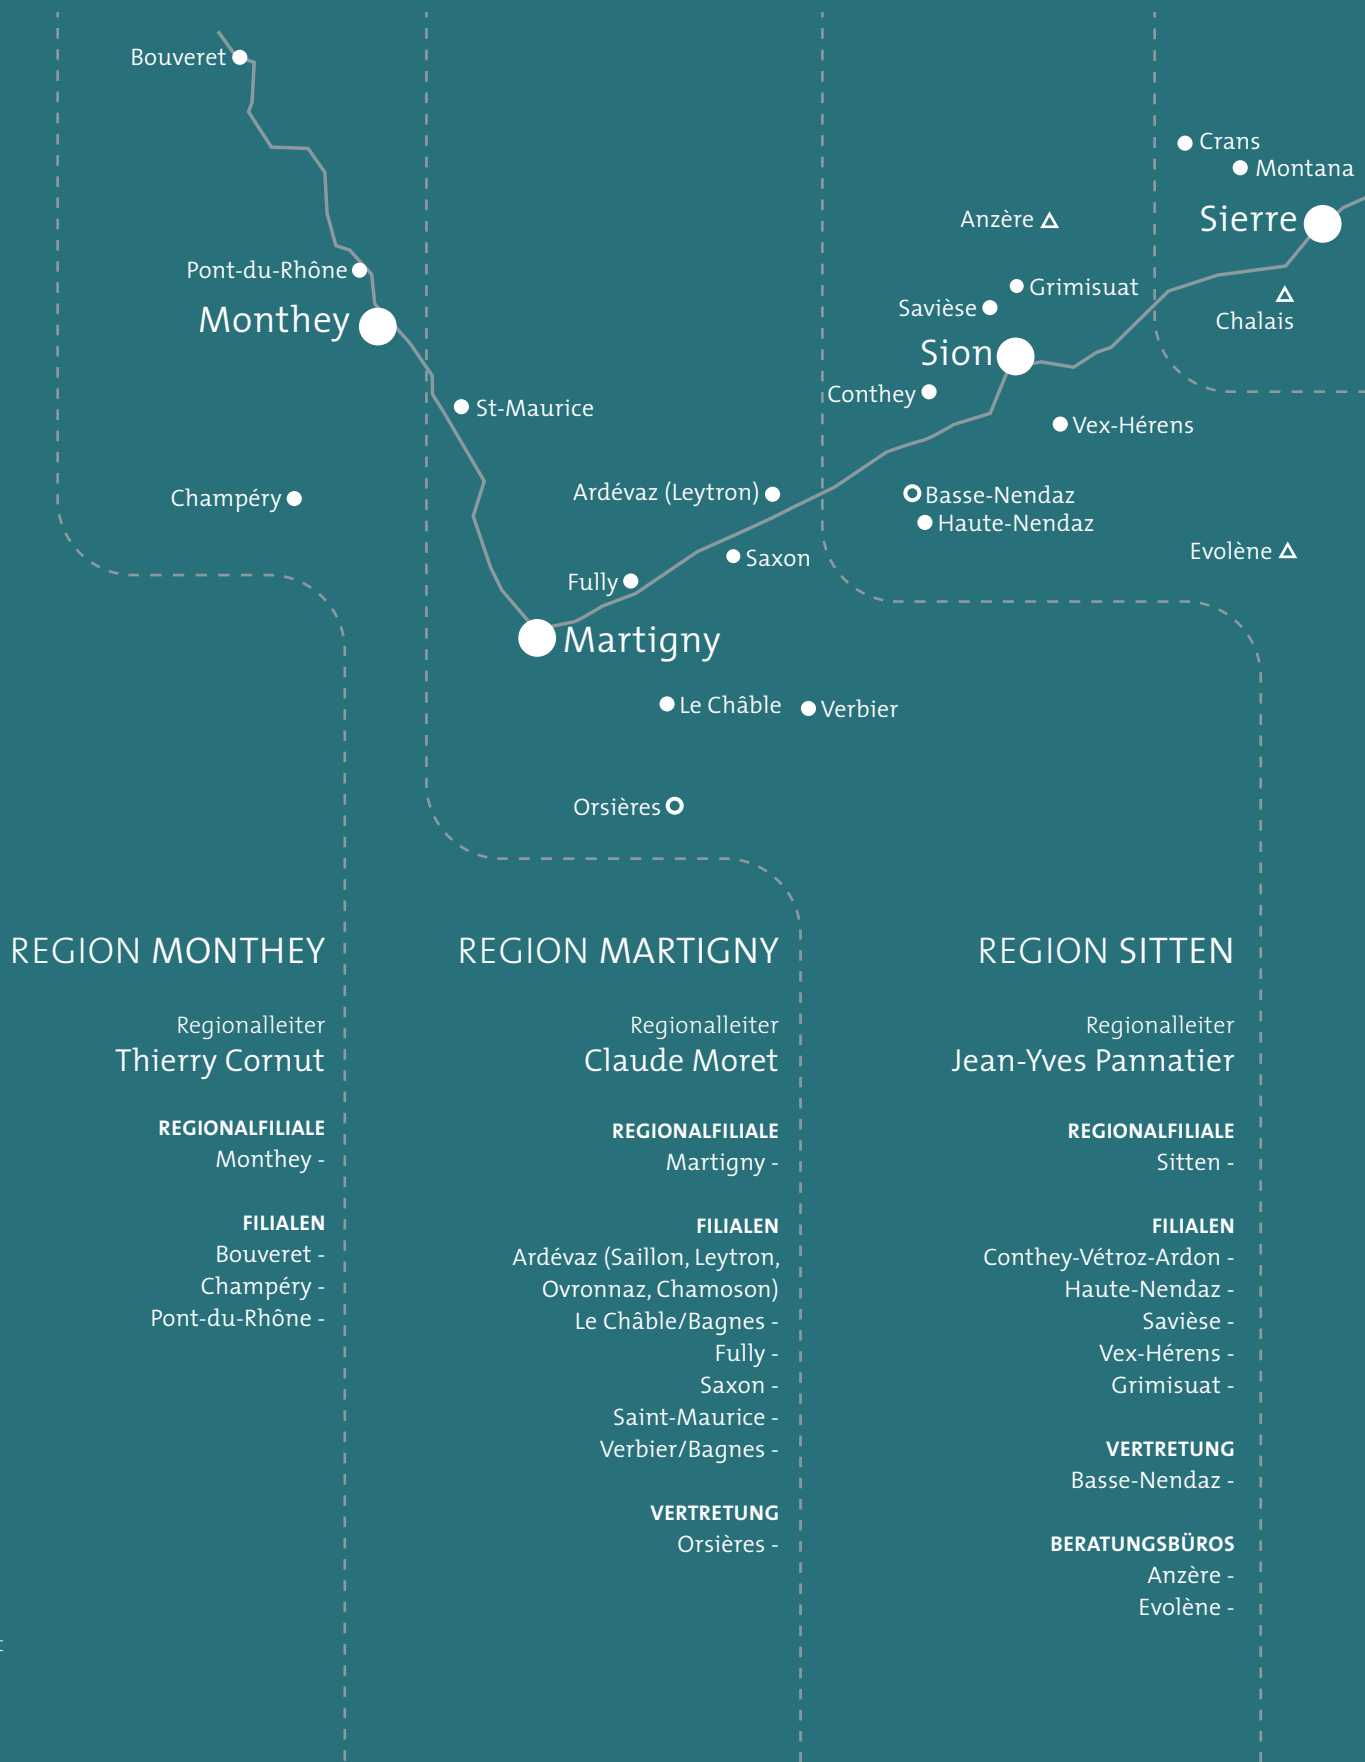 Bouveret
Crans
Montana
Sierre
Anzère
Pont-du-Rhône
Grimisuat
Savièse
Monthey
Chalais
Sion
Conthey
St-Maurice
Vex-Hérens
Champéry
Ardévaz (Leytron)
Basse-Nendaz
Haute-Nendaz
Evolène
Saxon
Fully
Martigny
Le Châble
Verbier
Orsières
REGION MONTHEY
Regionalleiter
Thierry Cornut
REGIONALFILIALE
Monthey -
FILIALEN
Bouveret -
Champéry -
Pont-du-Rhône -
REGION MARTIGNY
Regionalleiter
Claude Moret
REGIONALFILIALE
Martigny -
FILIALEN
Ardévaz (Saillon, Leytron,
Ovronnaz, Chamoson)
Le Châble/Bagnes -
Fully -
Saxon -
Saint-Maurice -
Verbier/Bagnes -
VERTRETUNG
Orsières -
REGION SITTEN
Regionalleiter
Jean-Yves Pannatier
REGIONALFILIALE
Sitten -
FILIALEN
Conthey-Vétroz-Ardon -
Haute-Nendaz -
Savièse -
Vex-Hérens -
Grimisuat -
VERTRETUNG
Basse-Nendaz -
BERATUNGSBÜROS
Anzère -
Evolène -